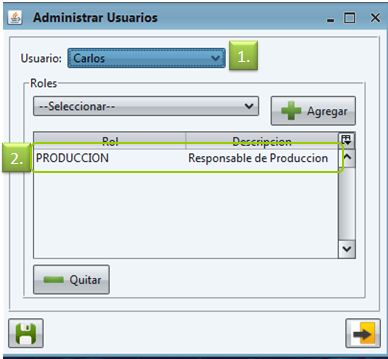 Administrar Usuarios
Usuario: Carlos 1.
Roles
--Seleccionar-- Agregar
Rol Descripcion
2. PRODUCCION Responsable de Produccion
Quitar